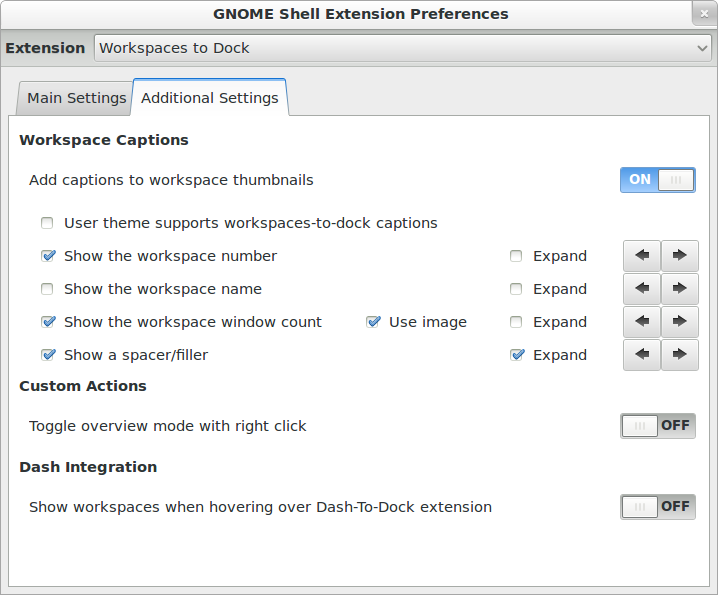 GNOME Shell Extension Preferences
Extension Workspaces to Dock
Main Settings Additional Settings
Workspace Captions
Add captions to workspace thumbnails ON
User theme supports workspaces-to-dock captions
Show the workspace number Expand
Show the workspace name Expand
Show the workspace window count Use image Expand
Show a spacer/filler Expand
Custom Actions
Toggle overview mode with right click OFF
Dash Integration
Show workspaces when hovering over Dash-To-Dock extension OFF